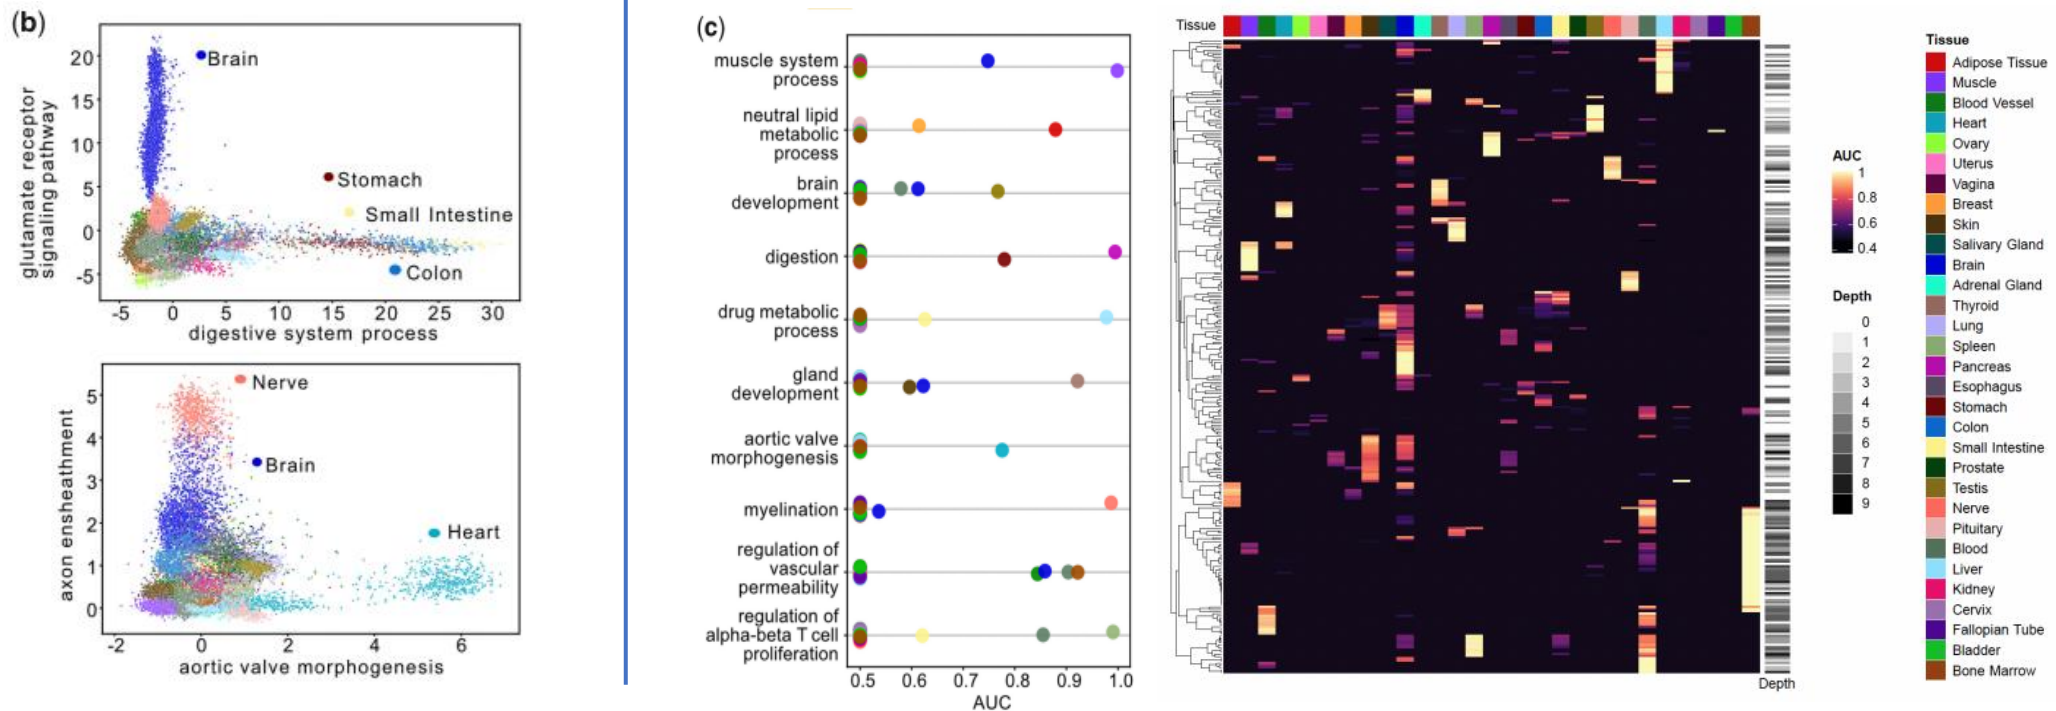 (b)
20
15
10
5
0
-5
glutamate receptor
signaling pathway
Brain
Stomach
Small Intestine
Colon
-5 0 5 10 15 20 25 30
digestive system process
5
4
3
2
1
0
axon ensheathment
Nerve
Brain
Heart
-2 0 2 4 6
aortic valve morphogenesis
(c)
muscle system
process
neutral lipid
metabolic
process
brain
development
digestion
drug metabolic
process
gland
development
aortic valve
morphogenesis
myelination
regulation of
vascular
permeability
regulation of
alpha-beta T cell
proliferation
0.5 0.6 0.7 0.8 0.9 1.0
AUC
Tissue
Depth
AUC
1
0.8
0.6
0.4
Depth
0
1
2
3
4
5
6
7
8
9
Tissue
Adipose Tissue
Muscle
Blood Vessel
Heart
Ovary
Uterus
Vagina
Breast
Skin
Salivary Gland
Brain
Adrenal Gland
Thyroid
Lung
Spleen
Pancreas
Esophagus
Stomach
Colon
Small Intestine
Prostate
Testis
Nerve
Pituitary
Blood
Liver
Kidney
Cervix
Fallopian Tube
Bladder
Bone Marrow